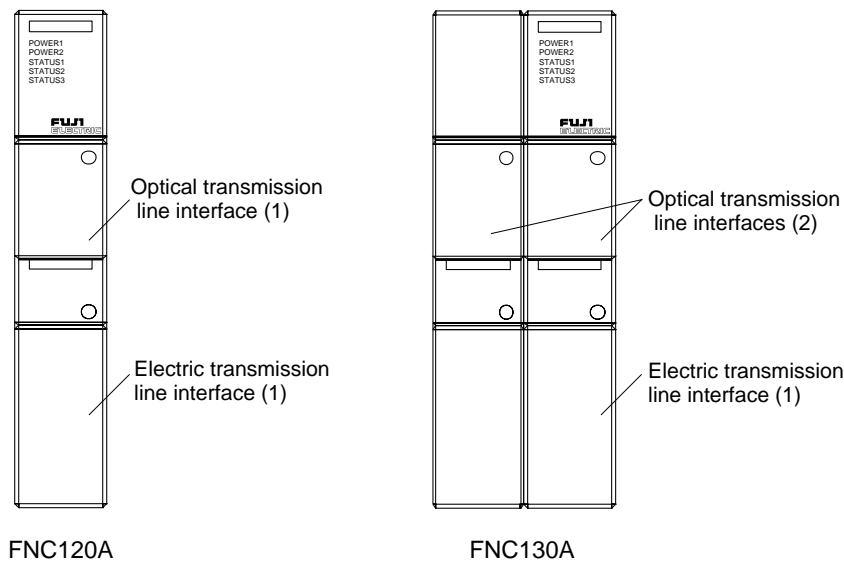 POWER1
POWER2
STATUS1
STATUS2
STATUS3
FUJI
ELECTRIC
Optical transmission
line interface (1)
Electric transmission
line interface (1)
FNC120A
POWER1
POWER2
STATUS1
STATUS2
STATUS3
FUJI
ELECTRIC
Optical transmission
line interfaces (2)
Electric transmission
line interface (1)
FNC130A